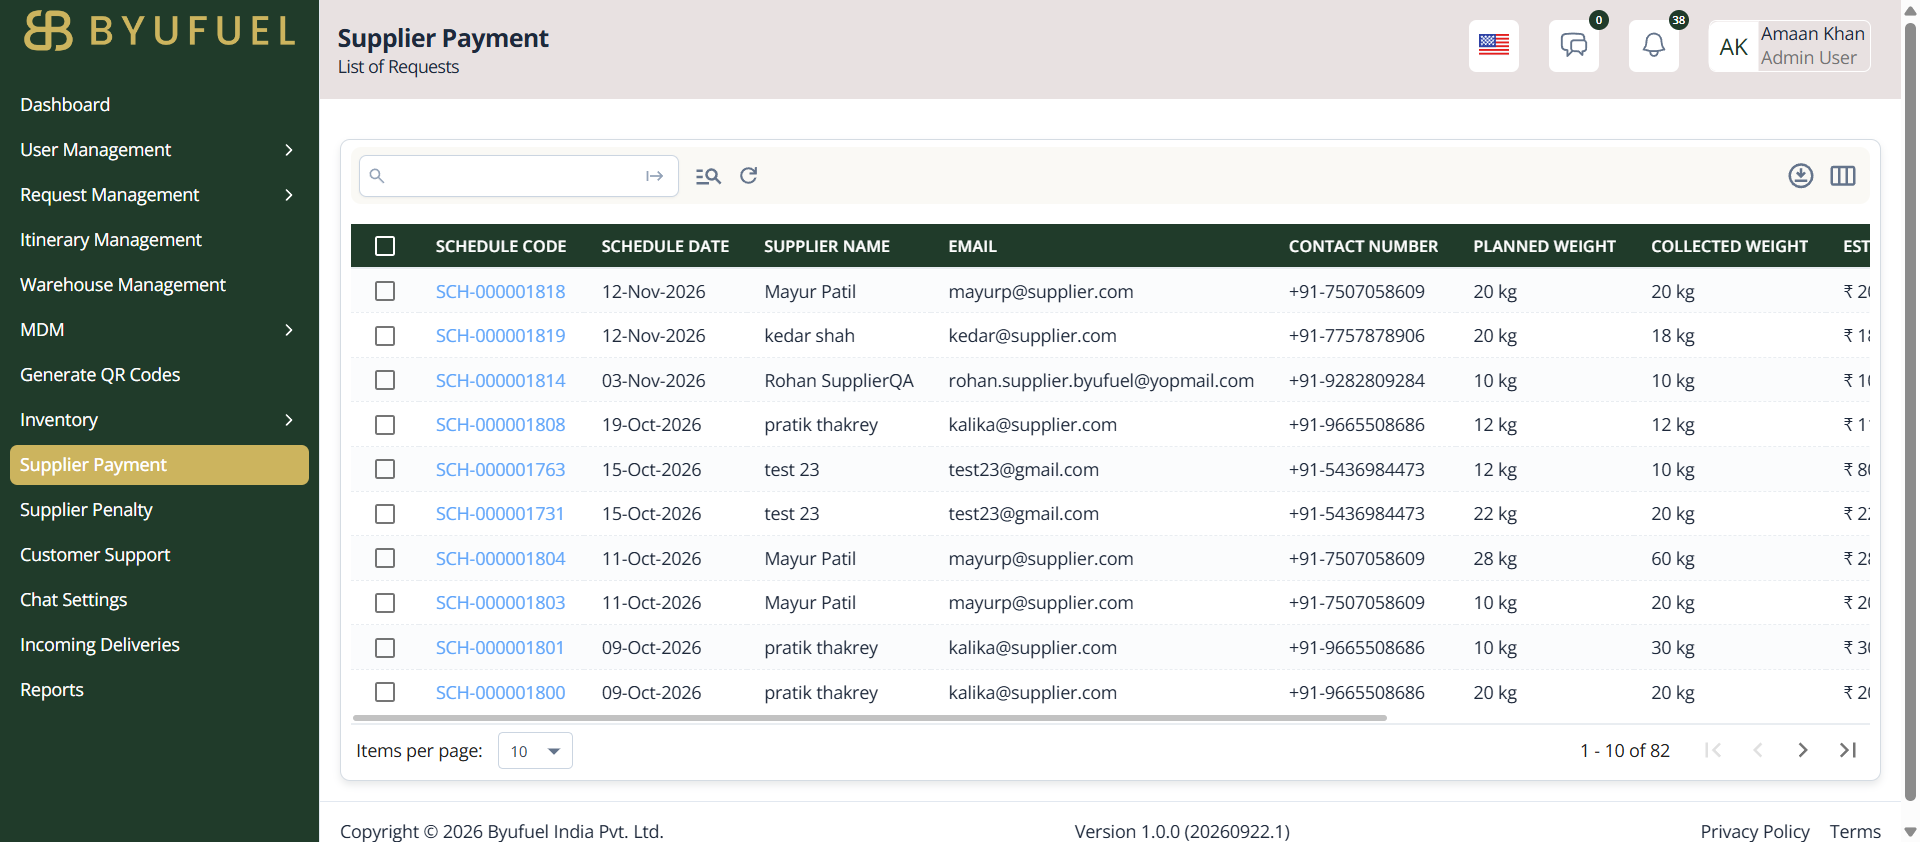 BYUFUEL
Dashboard
User Management
Request Management
Itinerary Management
Warehouse Management
MDM
Generate QR Codes
Inventory
Supplier Payment
Supplier Penalty
Customer Support
Chat Settings
Incoming Deliveries
Reports
Supplier Payment
List of Requests
0
38
AK
Amaan Khan
Admin User
SCHEDULE CODE SCHEDULE DATE SUPPLIER NAME EMAIL CONTACT NUMBER PLANNED WEIGHT COLLECTED WEIGHT EST
SCH-000001818 12-Nov-2026 Mayur Patil mayurp@supplier.com +91-7507058609 20 kg 20 kg ₹ 20
SCH-000001819 12-Nov-2026 kedar shah kedar@supplier.com +91-7757878906 20 kg 18 kg ₹ 18
SCH-000001814 03-Nov-2026 Rohan SupplierQA rohan.supplier.byufuel@yopmail.com +91-9282809284 10 kg 10 kg ₹ 10
SCH-000001808 19-Oct-2026 pratik thakrey kalika@supplier.com +91-9665508686 12 kg 12 kg ₹ 1
SCH-000001763 15-Oct-2026 test 23 test23@gmail.com +91-5436984473 12 kg 10 kg ₹ 80
SCH-000001731 15-Oct-2026 test 23 test23@gmail.com +91-5436984473 22 kg 20 kg ₹ 22
SCH-000001804 11-Oct-2026 Mayur Patil mayurp@supplier.com +91-7507058609 28 kg 60 kg ₹ 28
SCH-000001803 11-Oct-2026 Mayur Patil mayurp@supplier.com +91-7507058609 10 kg 20 kg ₹ 20
SCH-000001801 09-Oct-2026 pratik thakrey kalika@supplier.com +91-9665508686 10 kg 30 kg ₹ 30
SCH-000001800 09-Oct-2026 pratik thakrey kalika@supplier.com +91-9665508686 20 kg 20 kg ₹ 20
Items per page: 10 1 - 10 of 82
Copyright © 2026 Byufuel India Pvt. Ltd. Version 1.0.0 (20260922.1) Privacy Policy Terms